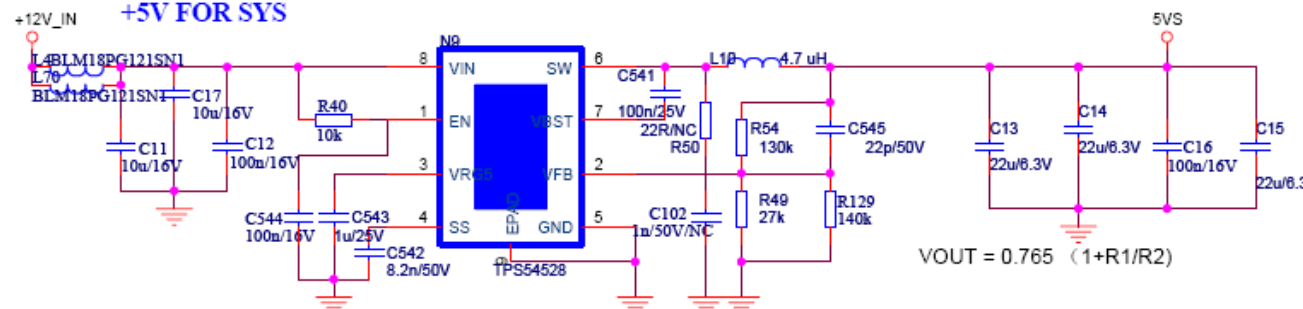 +5V FOR SYS
+12V_IN
5VS
L4 BLM18PG121SN1
L70
BLM18PG121SN1
C17
10u/16V
C11
10u/16V
C12
100n/16V
R40
10k
C544
100n/16V
C543
1u/25V
C542
8.2n/50V
N9
8
VIN
SW
6
1
EN
VBST
7
3
VRG5
VFB
2
4
SS
GND
5
EPAD
9
TPS54528
C541
100n/25V
22R/NC
R50
C102
1n/50V/NC
L19
4.7 uH
R54
130k
C545
22p/50V
R49
27k
R129
140k
C13
22u/6.3V
C14
22u/6.3V
C16
100n/16V
C15
22u/6.3
VOUT = 0.765 （1+R1/R2)